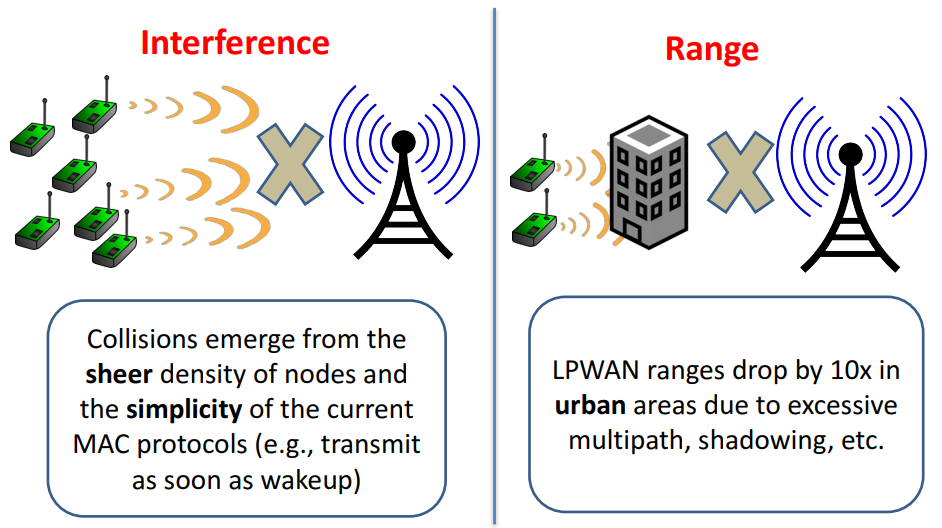 Interference
Collisions emerge from the
sheer density of nodes and
the simplicity of the current
MAC protocols (e.g., transmit
as soon as wakeup)
Range
LPWAN ranges drop by 10x in
urban areas due to excessive
multipath, shadowing, etc.